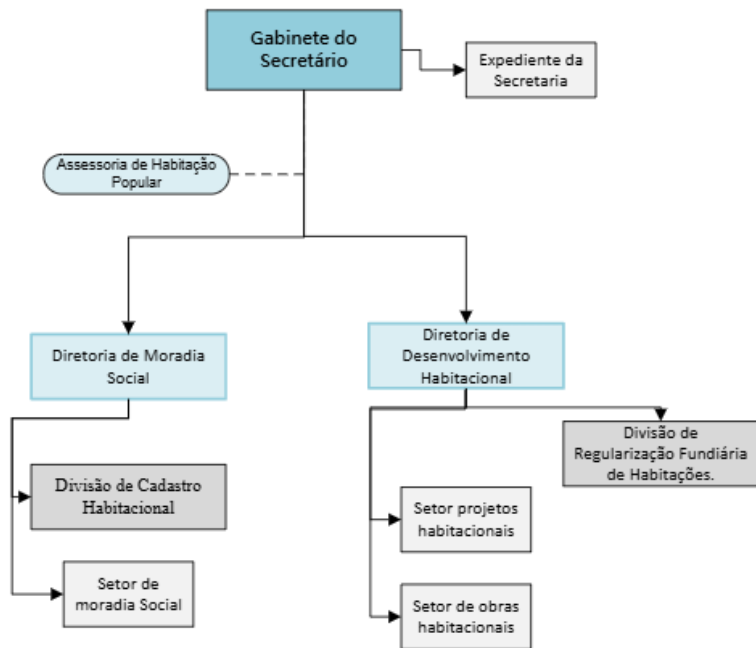 Gabinete do
Secretário
Expediente da
Secretaria
Assessoria de Habitação
Popular
Diretoria de Moradia
Social
Diretoria de
Desenvolvimento
Habitacional
Divisão de Cadastro
Habitacional
Setor de
moradia Social
Divisão de
Regularização Fundiária
de Habitações.
Setor projetos
habitacionais
Setor de obras
habitacionais